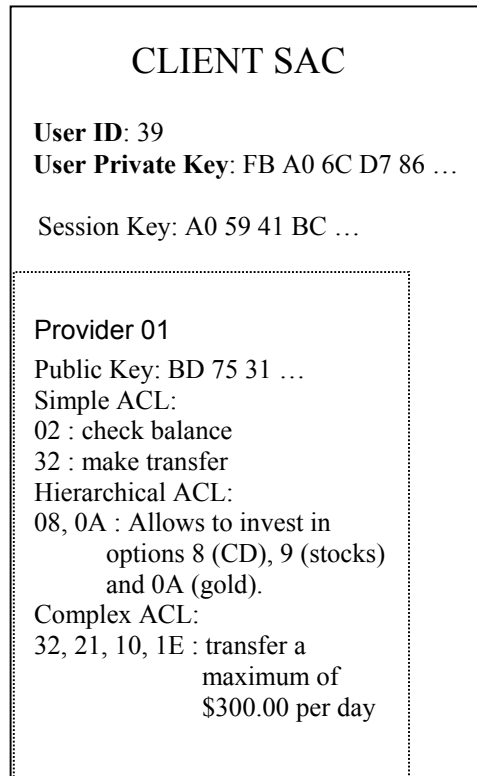 CLIENT SAC
User ID: 39
User Private Key: FB A0 6C D7 86 …
Session Key: A0 59 41 BC …
Provider 01
Public Key: BD 75 31 …
Simple ACL:
02 : check balance
32 : make transfer
Hierarchical ACL:
08, 0A : Allows to invest in
options 8 (CD), 9 (stocks)
and 0A (gold).
Complex ACL:
32, 21, 10, 1E : transfer a
maximum of
$300.00 per day